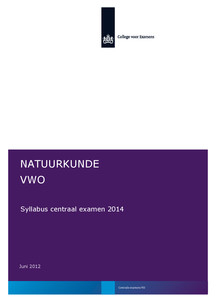 College voor Examens
NATUURKUNDE
VWO
Syllabus centraal examen 2014
Juni 2012